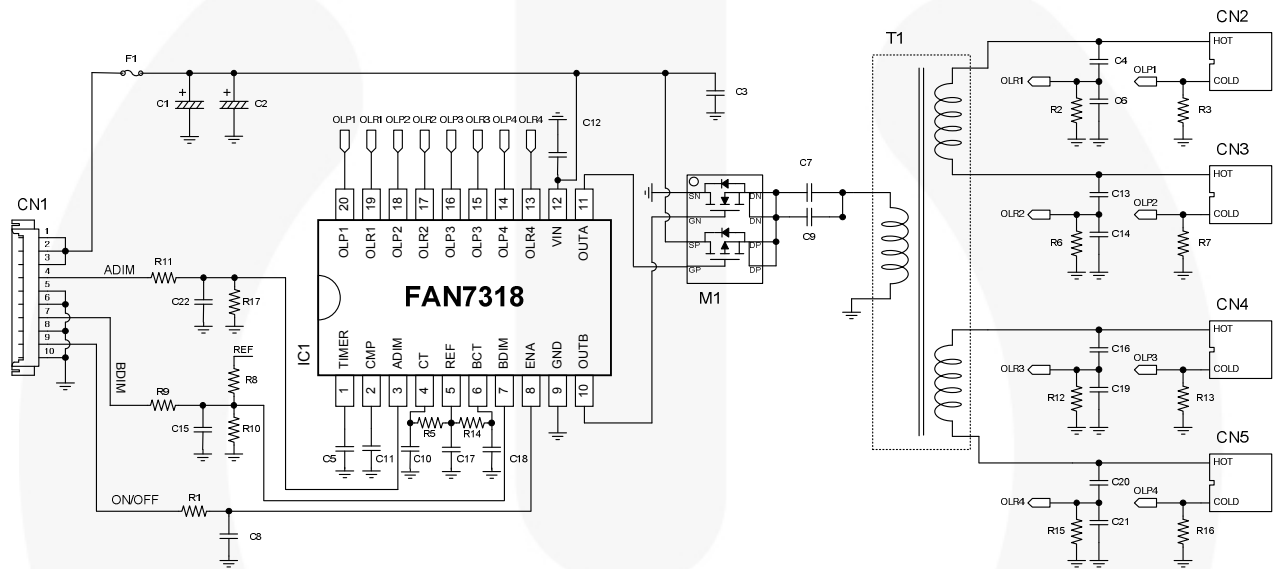 CN2
T1
HOT
F1
C4
OLP1
OLR1
COLD
C3
C1
C2
C6
R2
R3
OLP1 OLR1 OLP2 OLR2 OLP3 OLR3 OLP4 OLR4
C12
CN3
C7
HOT
C13
OLP2
SN DN
20 19 18 17 16 15 14 13 12 11
GN DN
CN1
OLR2
COLD
C9
C14
R6
R7
1
2
3
4
5
6
7
8
9
10
OLP1 OLR1 OLP2 OLR2 OLP3 OLP3 OLP4 OLR4 VIN OUTA
SP DP
GP DP
M1
ADIM
R11
C22
R17
FAN7318
CN4
HOT
IC1
TIMER CMP ADIM CT REF BCT BDIM ENA GND OUTB
REF
C16
OLP3
OLR3
COLD
BDIM
R8
R9
1 2 3 4 5 6 7 8 9 10
C19
R12
R13
C15
R10
R5
R14
CN5
C5
C11
C10
C17
C18
HOT
C20
OLP4
ON/OFF
R1
OLR4
COLD
C21
R15
R16
C8